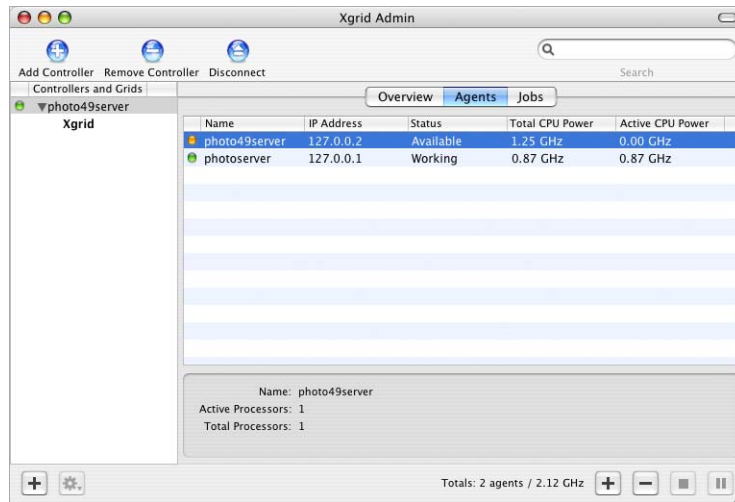 Xgrid Admin
Add Controller Remove Controller Disconnect
Search
Controllers and Grids
Overview Agents Jobs
photo49server
Xgrid
Name IP Address Status Total CPU Power Active CPU Power
photo49server 127.0.0.2 Available 1.25 GHz 0.00 GHz
photoserver 127.0.0.1 Working 0.87 GHz 0.87 GHz
Name: photo49server
Active Processors: 1
Total Processors: 1
Totals: 2 agents / 2.12 GHz